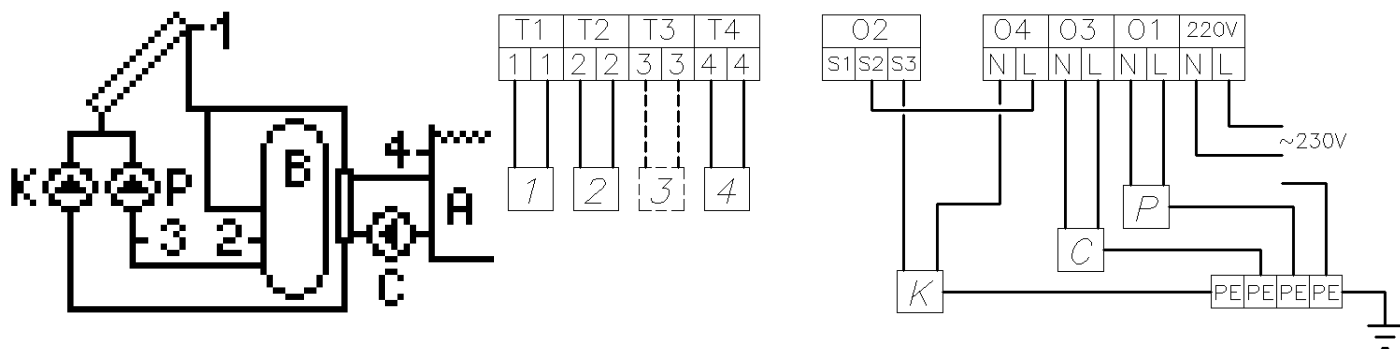 1
K P B 4 A
3 2
C
T1 T2 T3 T4
1 1 2 2 3 3 4 4
1 2 3 4
O2 O4 O3 O1 220V
S1 S2 S3 N L N L N L N L
~230V
P
C
K
PE PE PE PE